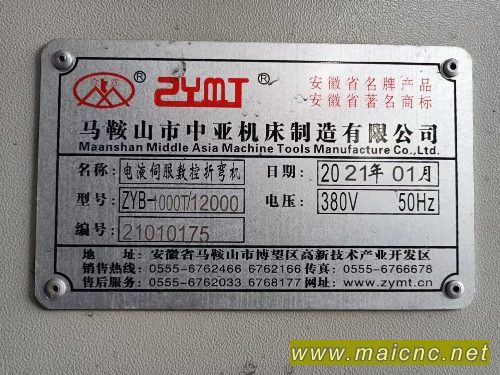 ® ZYMT ®
安徽省名牌产品
安徽省著名商标
马鞍山市中亚机床制造有限公司
Maanshan Middle Asia Machine Tools Manufacture Co.,Ltd.
名称: 电液伺服数控折弯机 日期: 2021年 01月
型号: ZYB-1000T/12000 电压: 380V 50Hz
编号: 21010175
地 址: 安徽省马鞍山市博望区高新技术产业开发区
销售热线: 0555-6762466 6762166 传真: 0555-6766678
售后服务: 0555-6762033 6768177 网址: www.zymt.cn
www.maicnc.net